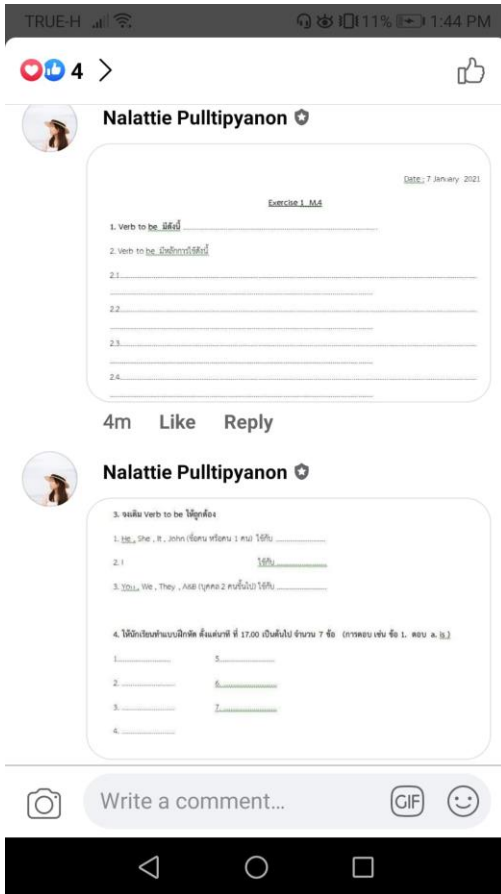 TRUE-H 11% 1:44 PM
4
Nalattie Pulltipyanon
Date : 7 January 2021
Exercise 1 M.4
1. Verb to be มีดังนี้ ........................................
2. Verb to be มีหลักการใช้ดังนี้
2.1........................................
........................................
2.2........................................
........................................
2.3........................................
........................................
2.4........................................
........................................
4m Like Reply
Nalattie Pulltipyanon
3. จงเติม Verb to be ให้ถูกต้อง
1. He , She , It , John (ชื่อคน หรือคน 1 คน) ใช้กับ ....................
2. I ใช้กับ....................
3. You , We , They , A&B (บุคคล 2 คนขึ้นไป) ใช้กับ ....................
4. ให้นักเรียนทำแบบฝึกหัด ตั้งแต่นาที ที่ 17.00 เป็นต้นไป จำนวน 7 ข้อ (การตอบ เช่น ข้อ 1. ตอบ a. is )
1.................... 5....................
2. .................... 6....................
3. .................... 7....................
4. ....................
Write a comment...
GIF